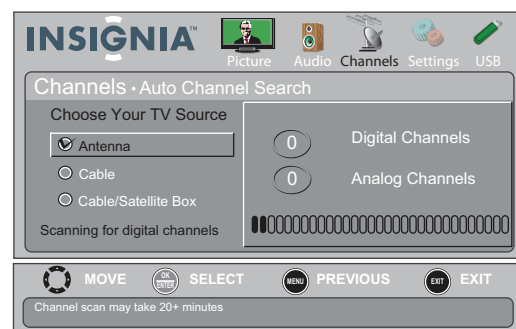 INSIGNIA™
Picture Audio Channels Settings USB
Channels · Auto Channel Search
Choose Your TV Source
Antenna
Cable
Cable/Satellite Box
Scanning for digital channels
0 Digital Channels
0 Analog Channels
MOVE OK ENTER SELECT MENU PREVIOUS EXIT EXIT
Channel scan may take 20+ minutes